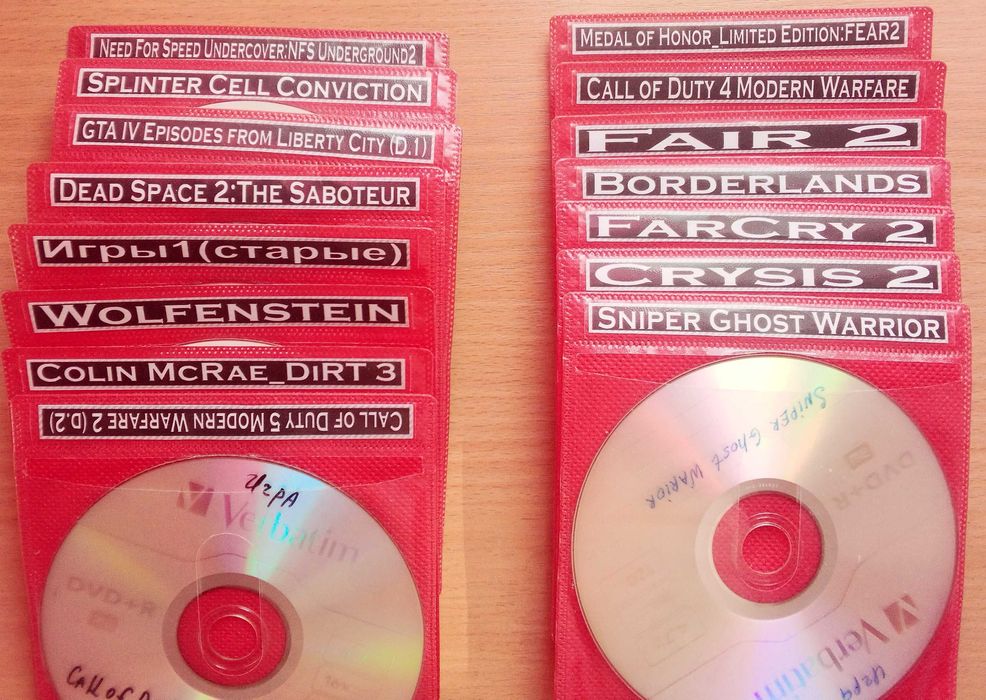 NEED FOR SPEED UNDERCOVER:NFS UNDERGROUND2
SPLINTER CELL CONVICTION
GTA IV EPISODES FROM LIBERTY CITY (D.1)
DEAD SPACE 2:THE SABOTEUR
Игры1(старые)
WOLFENSTEIN
COLIN MCRAE_DIRT 3
CALL OF DUTY 5 MODERN WARFARE 2 (D.2)
Игра
Verbatim
DVD+R
MEDAL OF HONOR_LIMITED EDITION:FEAR2
CALL OF DUTY 4 MODERN WARFARE
FAIR 2
BORDERLANDS
FARCRY 2
CRYSIS 2
SNIPER GHOST WARRIOR
SNIPER GHOST WARIOR
DVD+R
Verbatim
Игра